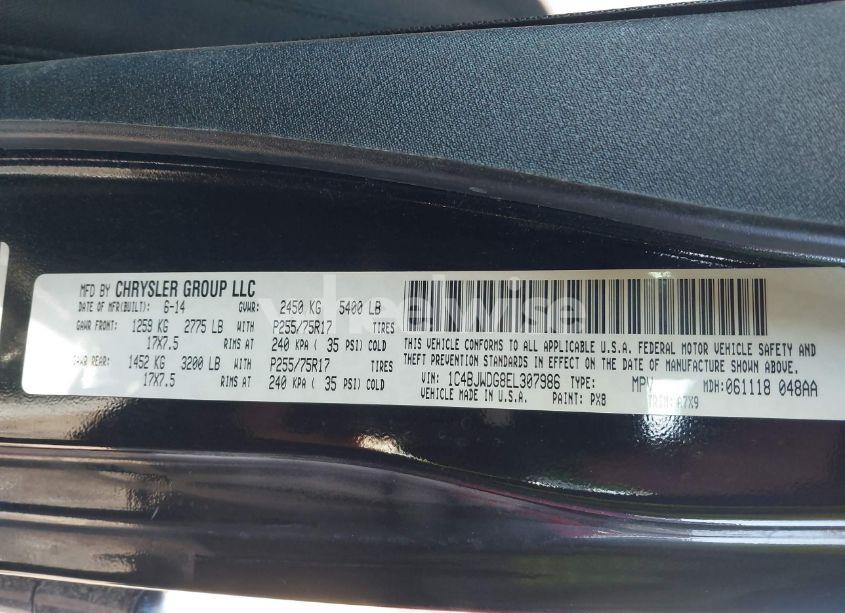 MFD BY CHRYSLER GROUP LLC
DATE OF MFR(BUILT): 6-14 GVWR: 2450 KG 5400 LB
GAWR FRONT: 1259 KG 2775 LB WITH P255/75R17 TIRES
17X7.5 RIMS AT 240 KPA ( 35 PSI) COLD
GAWR REAR: 1452 KG 3200 LB WITH P255/75R17 TIRES
17X7.5 RIMS AT 240 KPA ( 35 PSI) COLD
THIS VEHICLE CONFORMS TO ALL APPLICABLE U.S.A. FEDERAL MOTOR VEHICLE SAFETY AND
THEFT PREVENTION STANDARDS IN EFFECT ON THE DATE OF MANUFACTURE SHOWN ABOVE.
VIN: 1C4BJWDG8EL307986 TYPE: MPV MDH: 061118 048AA
VEHICLE MADE IN U.S.A. PAINT: PX8 TRIM: A7X9
wheelwise